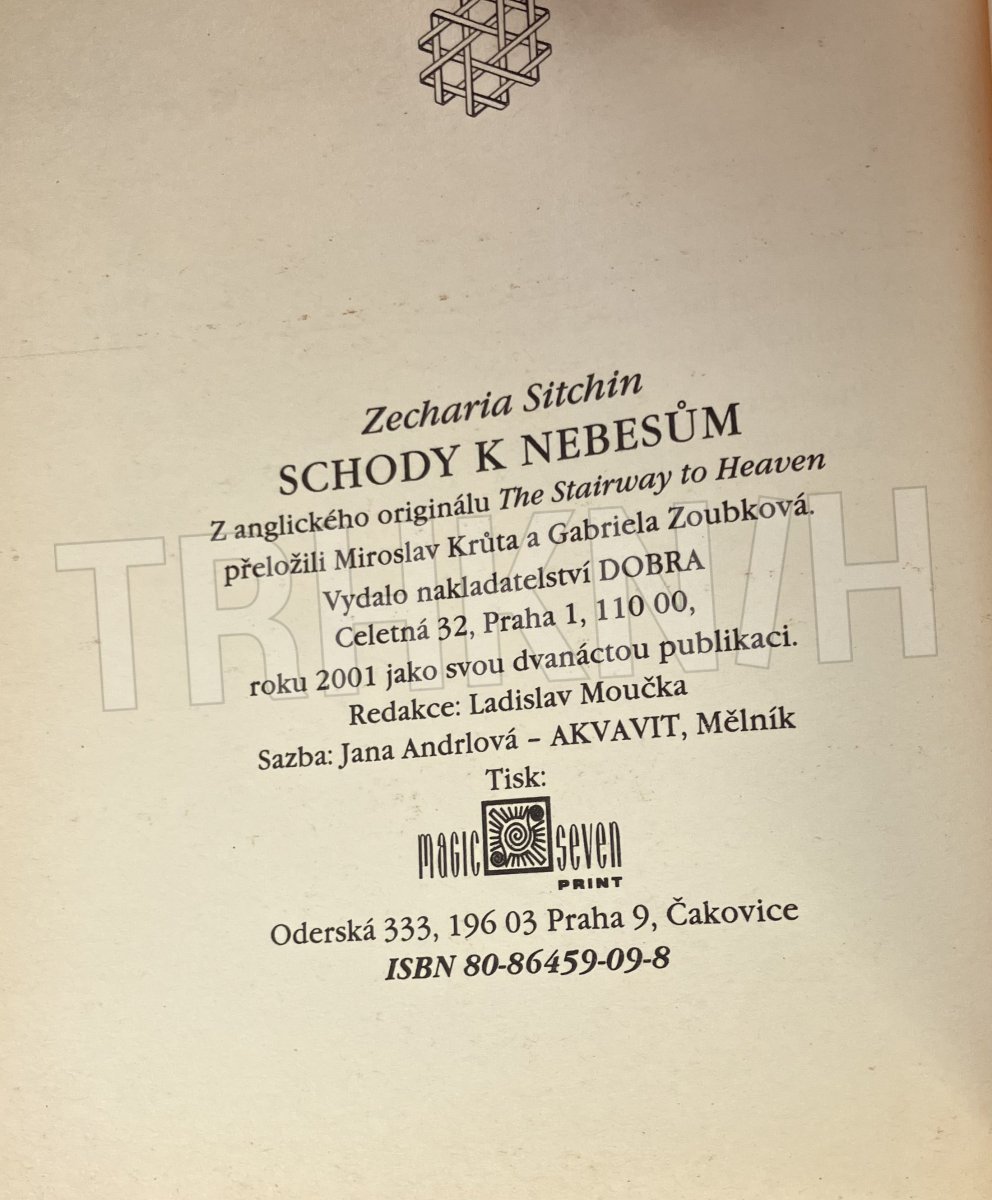 Zecharia Sitchin
SCHODY K NEBESŮM
Z anglického originálu The Stairway to Heaven
přeložili Miroslav Krůta a Gabriela Zoubková.
Vydalo nakladatelství DOBRA
Celetná 32, Praha 1, 110 00,
roku 2001 jako svou dvanáctou publikaci.
Redakce: Ladislav Moučka
Sazba: Jana Andrlová – AKVAVIT, Mělník
Tisk:
magic seven
PRINT
Oderská 333, 196 03 Praha 9, Čakovice
ISBN 80-86459-09-8
TRHKNIH